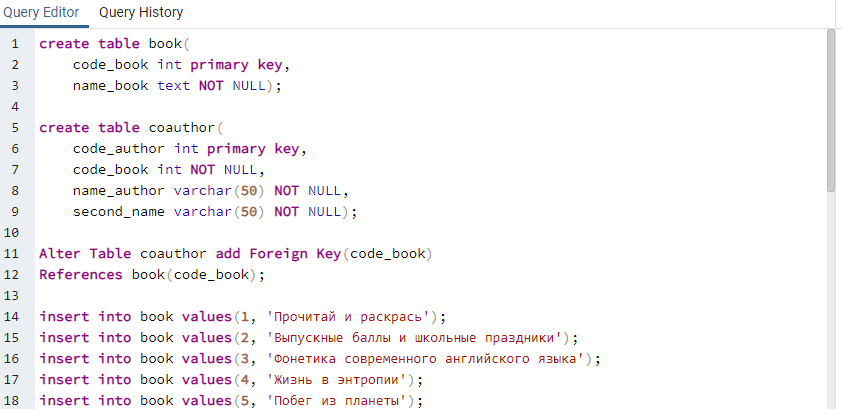 Query Editor Query History
1 create table book(
2 code_book int primary key,
3 name_book text NOT NULL);
4
5 create table coauthor(
6 code_author int primary key,
7 code_book int NOT NULL,
8 name_author varchar(50) NOT NULL,
9 second_name varchar(50) NOT NULL);
10
11 Alter Table coauthor add Foreign Key(code_book)
12 References book(code_book);
13
14 insert into book values(1, 'Прочитай и раскрась');
15 insert into book values(2, 'Выпускные баллы и школьные праздники');
16 insert into book values(3, 'Фонетика современного английского языка');
17 insert into book values(4, 'Жизнь в энтропии');
18 insert into book values(5, 'Побег из планеты');